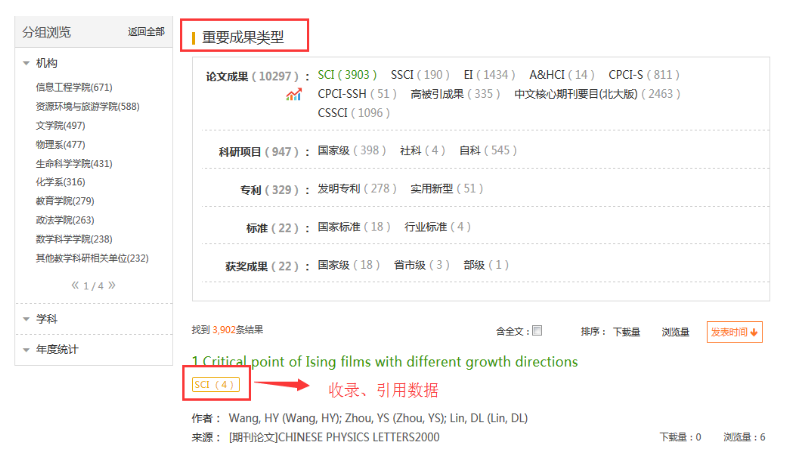 分组浏览 返回全部
机构
信息工程学院(671)
资源环境与旅游学院(588)
文学院(497)
物理系(477)
生命科学学院(431)
化学系(316)
教育学院(279)
政法学院(263)
数学科学学院(238)
其他教学科研相关单位(232)
« 1 / 4 »
学科
年度统计
重要成果类型
论文成果(10297): SCI(3903) SSCI(190) EI(1434) A&HCI(14) CPCI-S(811)
CPCI-SSH(51) 高被引成果(335) 中文核心期刊要目(北大版)(2463)
CSSCI(1096)
科研项目(947): 国家级(398) 社科(4) 自科(545)
专利(329): 发明专利(278) 实用新型(51)
标准(22): 国家标准(18) 行业标准(4)
获奖成果(22): 国家级(18) 省市级(3) 部级(1)
找到 3,902条结果 含全文: 排序: 下载量 浏览量 发表时间
1.Critical point of Ising films with different growth directions
SCI(4) 收录、引用数据
作者: Wang, HY (Wang, HY); Zhou, YS (Zhou, YS); Lin, DL (Lin, DL)
来源: [期刊论文]CHINESE PHYSICS LETTERS2000 下载量:0 浏览量:6